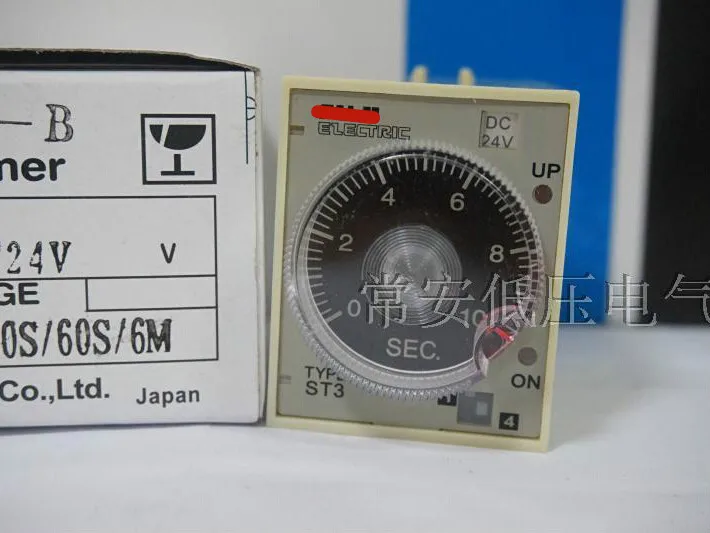 -B
mer
24V V
GE
0S/60S/6M
Co.,Ltd. Japan
ELECTRIC
DC
24V
UP
0 2 4 6 8 10
SEC.
TYPE
ST3
ON
4
常安低压电气